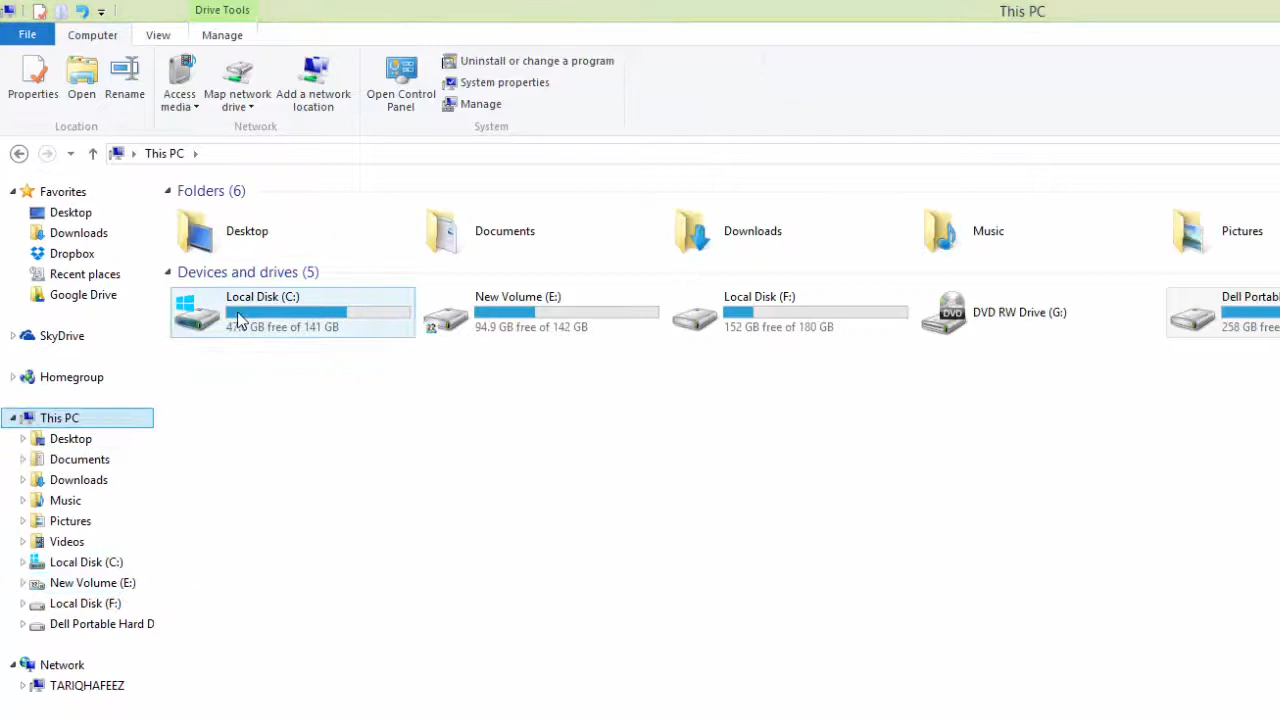 Drive Tools
This PC
File
Computer
View
Manage
Properties
Open
Rename
Access media
Map network drive
Add a network location
Open Control Panel
Uninstall or change a program
System properties
Manage
Location
Network
System
This PC
Favorites
Desktop
Downloads
Dropbox
Recent places
Google Drive
SkyDrive
Homegroup
This PC
Desktop
Documents
Downloads
Music
Pictures
Videos
Local Disk (C:)
New Volume (E:)
Local Disk (F:)
Dell Portable Hard D
Network
TARIQHAFEEZ
Folders (6)
Desktop
Documents
Downloads
Music
Pictures
Devices and drives (5)
Local Disk (C:)
GB free of 141 GB
New Volume (E:)
94.9 GB free of 142 GB
Local Disk (F:)
152 GB free of 180 GB
DVD RW Drive (G:)
DVD
Dell Portab
258 GB free